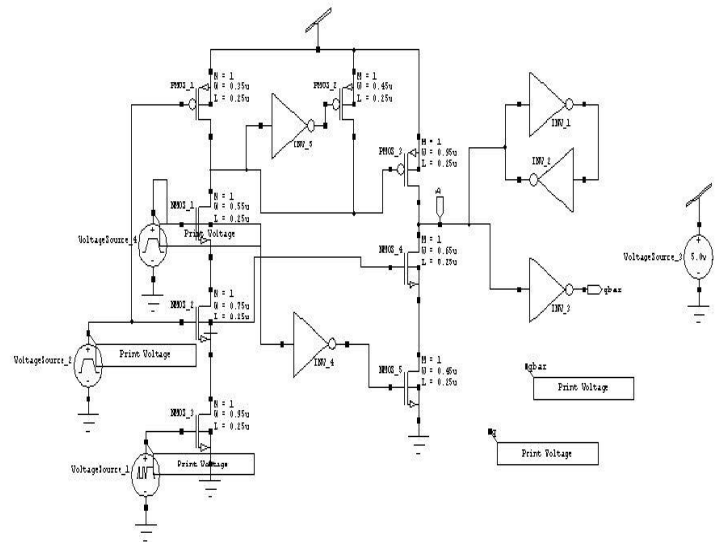 PMOS_1
M = 1
W = 0.35u
L = 0.25u
INV_5
PMOS_2
M = 1
W = 0.45u
L = 0.25u
PMOS_3
M = 1
W = 0.95u
L = 0.25u
INV_1
INV_2
NMOS_1
M = 1
W = 0.55u
L = 0.25u
VoltageSource_4
Print Voltage
NMOS_4
M = 1
W = 0.65u
L = 0.25u
VoltageSource_3
5.0v
INV_3
qbar
NMOS_2
M = 1
W = 0.75u
L = 0.25u
VoltageSource_2
Print Voltage
INV_4
NMOS_5
M = 1
W = 0.45u
L = 0.25u
qbar
Print Voltage
NMOS_3
M = 1
W = 0.95u
L = 0.25u
VoltageSource_1
Print Voltage
q
Print Voltage